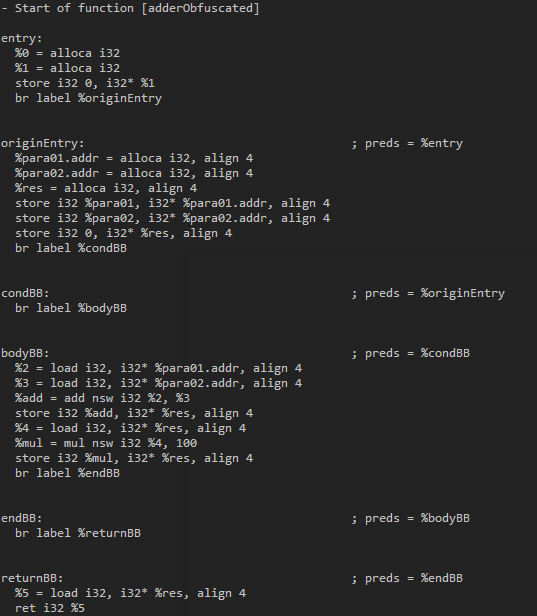 - Start of function [adderObfuscated]
entry:
%0 = alloca i32
%1 = alloca i32
store i32 0, i32* %1
br label %originEntry
originEntry: ; preds = %entry
%para01.addr = alloca i32, align 4
%para02.addr = alloca i32, align 4
%res = alloca i32, align 4
store i32 %para01, i32* %para01.addr, align 4
store i32 %para02, i32* %para02.addr, align 4
store i32 0, i32* %res, align 4
br label %condBB
condBB: ; preds = %originEntry
br label %bodyBB
bodyBB: ; preds = %condBB
%2 = load i32, i32* %para01.addr, align 4
%3 = load i32, i32* %para02.addr, align 4
%add = add nsw i32 %2, %3
store i32 %add, i32* %res, align 4
%4 = load i32, i32* %res, align 4
%mul = mul nsw i32 %4, 100
store i32 %mul, i32* %res, align 4
br label %endBB
endBB: ; preds = %bodyBB
br label %returnBB
returnBB: ; preds = %endBB
%5 = load i32, i32* %res, align 4
ret i32 %5